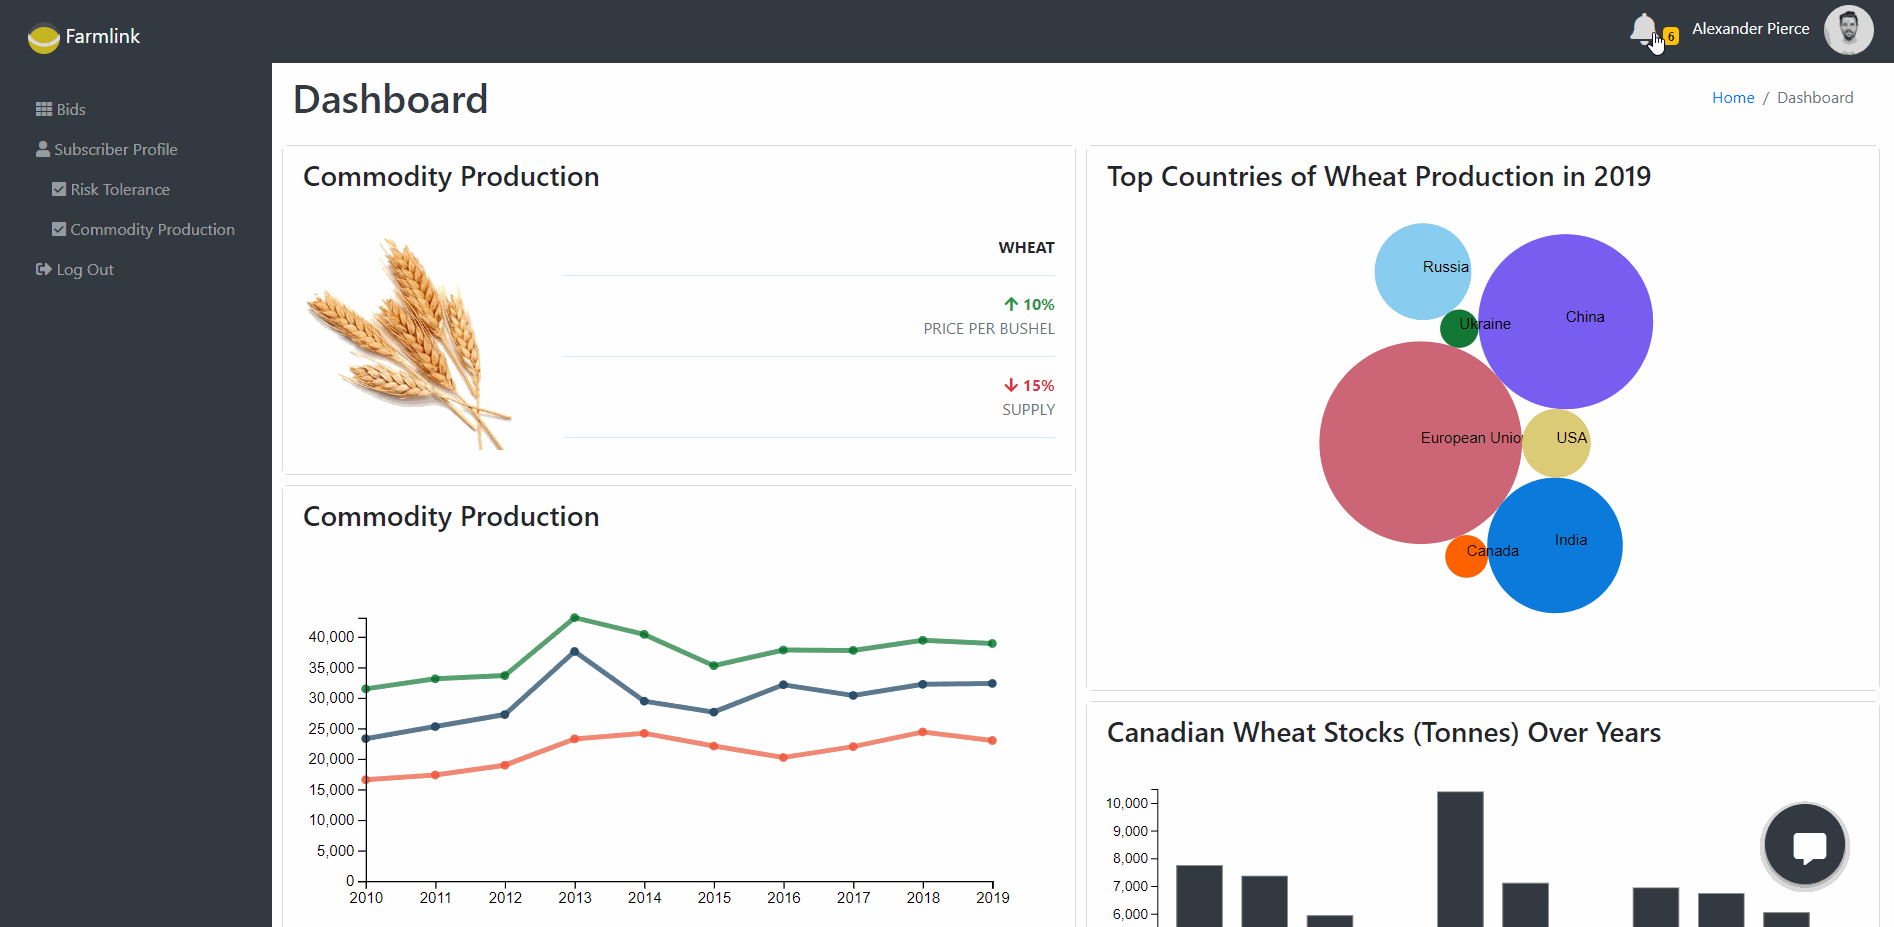 Farmlink
6
Alexander Pierce
Bids
Subscriber Profile
Risk Tolerance
Commodity Production
Log Out
Dashboard
Home / Dashboard
Commodity Production
WHEAT
10%
PRICE PER BUSHEL
15%
SUPPLY
Top Countries of Wheat Production in 2019
Russia
China
Ukraine
European Unio
USA
India
Canada
Commodity Production
40,000
35,000
30,000
25,000
20,000
15,000
10,000
5,000
0
2010 2011 2012 2013 2014 2015 2016 2017 2018 2019
Canadian Wheat Stocks (Tonnes) Over Years
10,000
9,000
8,000
7,000
6,000